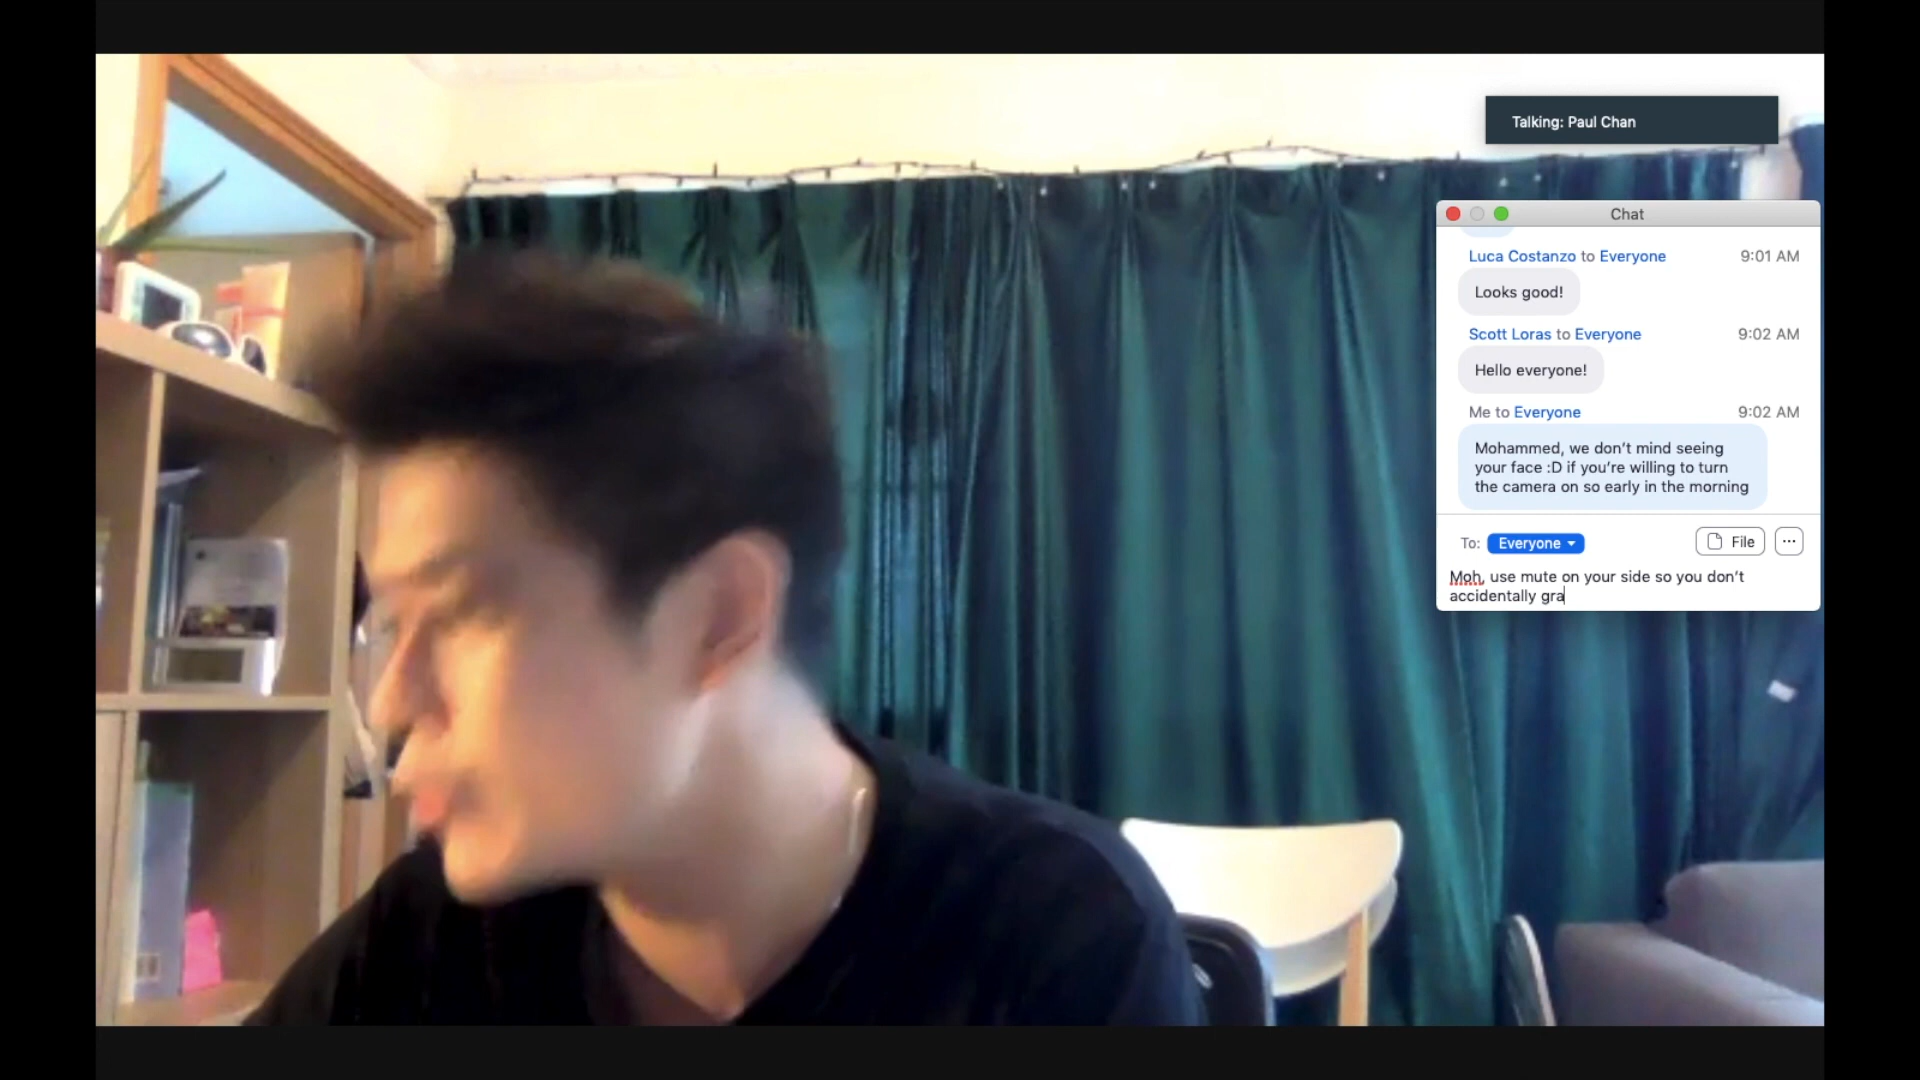 Talking: Paul Chan
Chat
Luca Costanzo to Everyone 9:01 AM
Looks good!
Scott Loras to Everyone 9:02 AM
Hello everyone!
Me to Everyone 9:02 AM
Mohammed, we don’t mind seeing
your face :D if you’re willing to turn
the camera on so early in the morning
To: Everyone File ...
Moh, use mute on your side so you don’t
accidentally gra